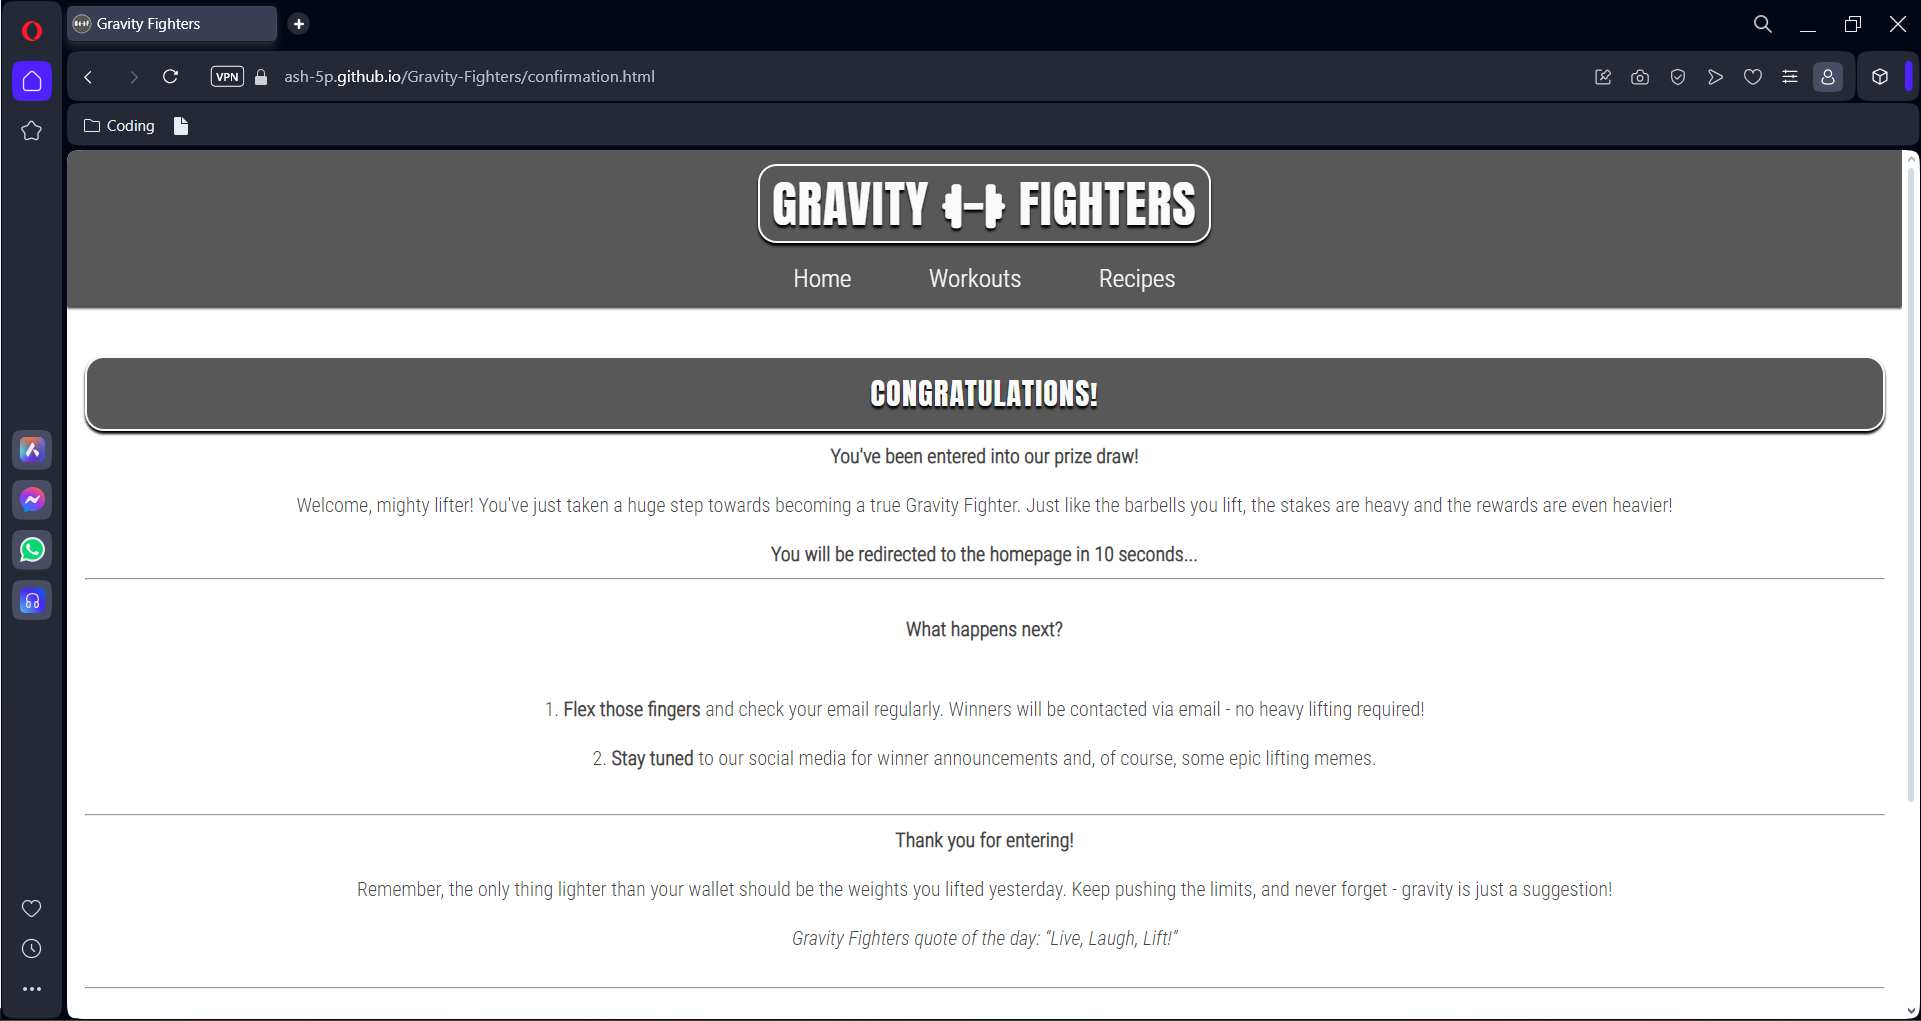 Gravity Fighters
VPN
ash-5p.github.io/Gravity-Fighters/confirmation.html
Coding
GRAVITY FIGHTERS
Home Workouts Recipes
CONGRATULATIONS!
You've been entered into our prize draw!
Welcome, mighty lifter! You've just taken a huge step towards becoming a true Gravity Fighter. Just like the barbells you lift, the stakes are heavy and the rewards are even heavier!
You will be redirected to the homepage in 10 seconds...
What happens next?
1. Flex those fingers and check your email regularly. Winners will be contacted via email - no heavy lifting required!
2. Stay tuned to our social media for winner announcements and, of course, some epic lifting memes.
Thank you for entering!
Remember, the only thing lighter than your wallet should be the weights you lifted yesterday. Keep pushing the limits, and never forget - gravity is just a suggestion!
Gravity Fighters quote of the day: “Live, Laugh, Lift!”